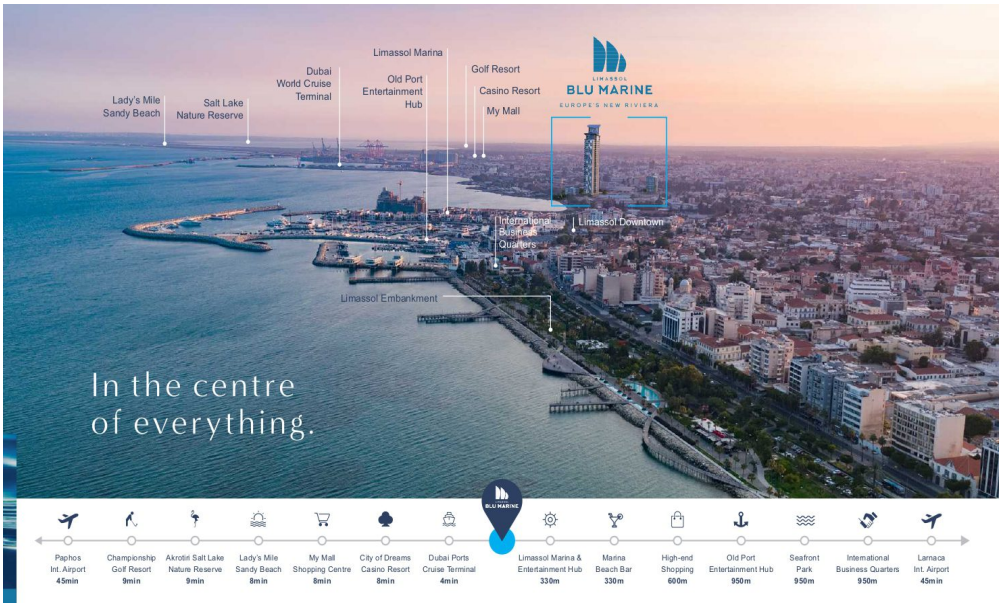 Limassol Marina
Golf Resort
Dubai
World Cruise
Terminal
Old Port
Entertainment
Hub
Casino Resort
My Mall
Lady's Mile
Sandy Beach
Salt Lake
Nature Reserve
LIMASSOL
BLU MARINE
EUROPE'S NEW RIVIERA
International
Business
Quarters
Limassol Downtown
Limassol Embankment
In the centre
of everything.
BLU MARINE
Paphos
Int. Airport
45min
Championship
Golf Resort
9min
Akrotiri Salt Lake
Nature Reserve
9min
Lady's Mile
Sandy Beach
8min
My Mall
Shopping Centre
8min
City of Dreams
Casino Resort
8min
Dubai Ports
Cruise Terminal
4min
Limassol Marina &
Entertainment Hub
330m
Marina
Beach Bar
330m
High-end
Shopping
600m
Old Port
Entertainment Hub
950m
Seafront
Park
950m
International
Business Quarters
950m
Larnaca
Int. Airport
45min